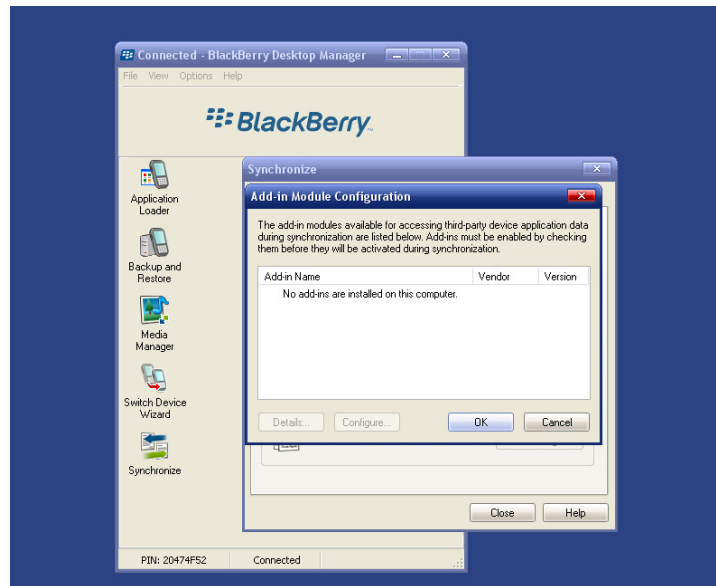 Connected - BlackBerry Desktop Manager
File View Options Help
BlackBerry
Application
Loader
Backup and
Restore
Media
Manager
Switch Device
Wizard
Synchronize
Synchronize
Add-in Module Configuration
The add-in modules available for accessing third-party device application data
during synchronization are listed below. Add-ins must be enabled by checking
them before they will be activated during synchronization.
Add-in Name Vendor Version
No add-ins are installed on this computer.
Details... Configure... OK Cancel
Close Help
PIN: 20474F52 Connected